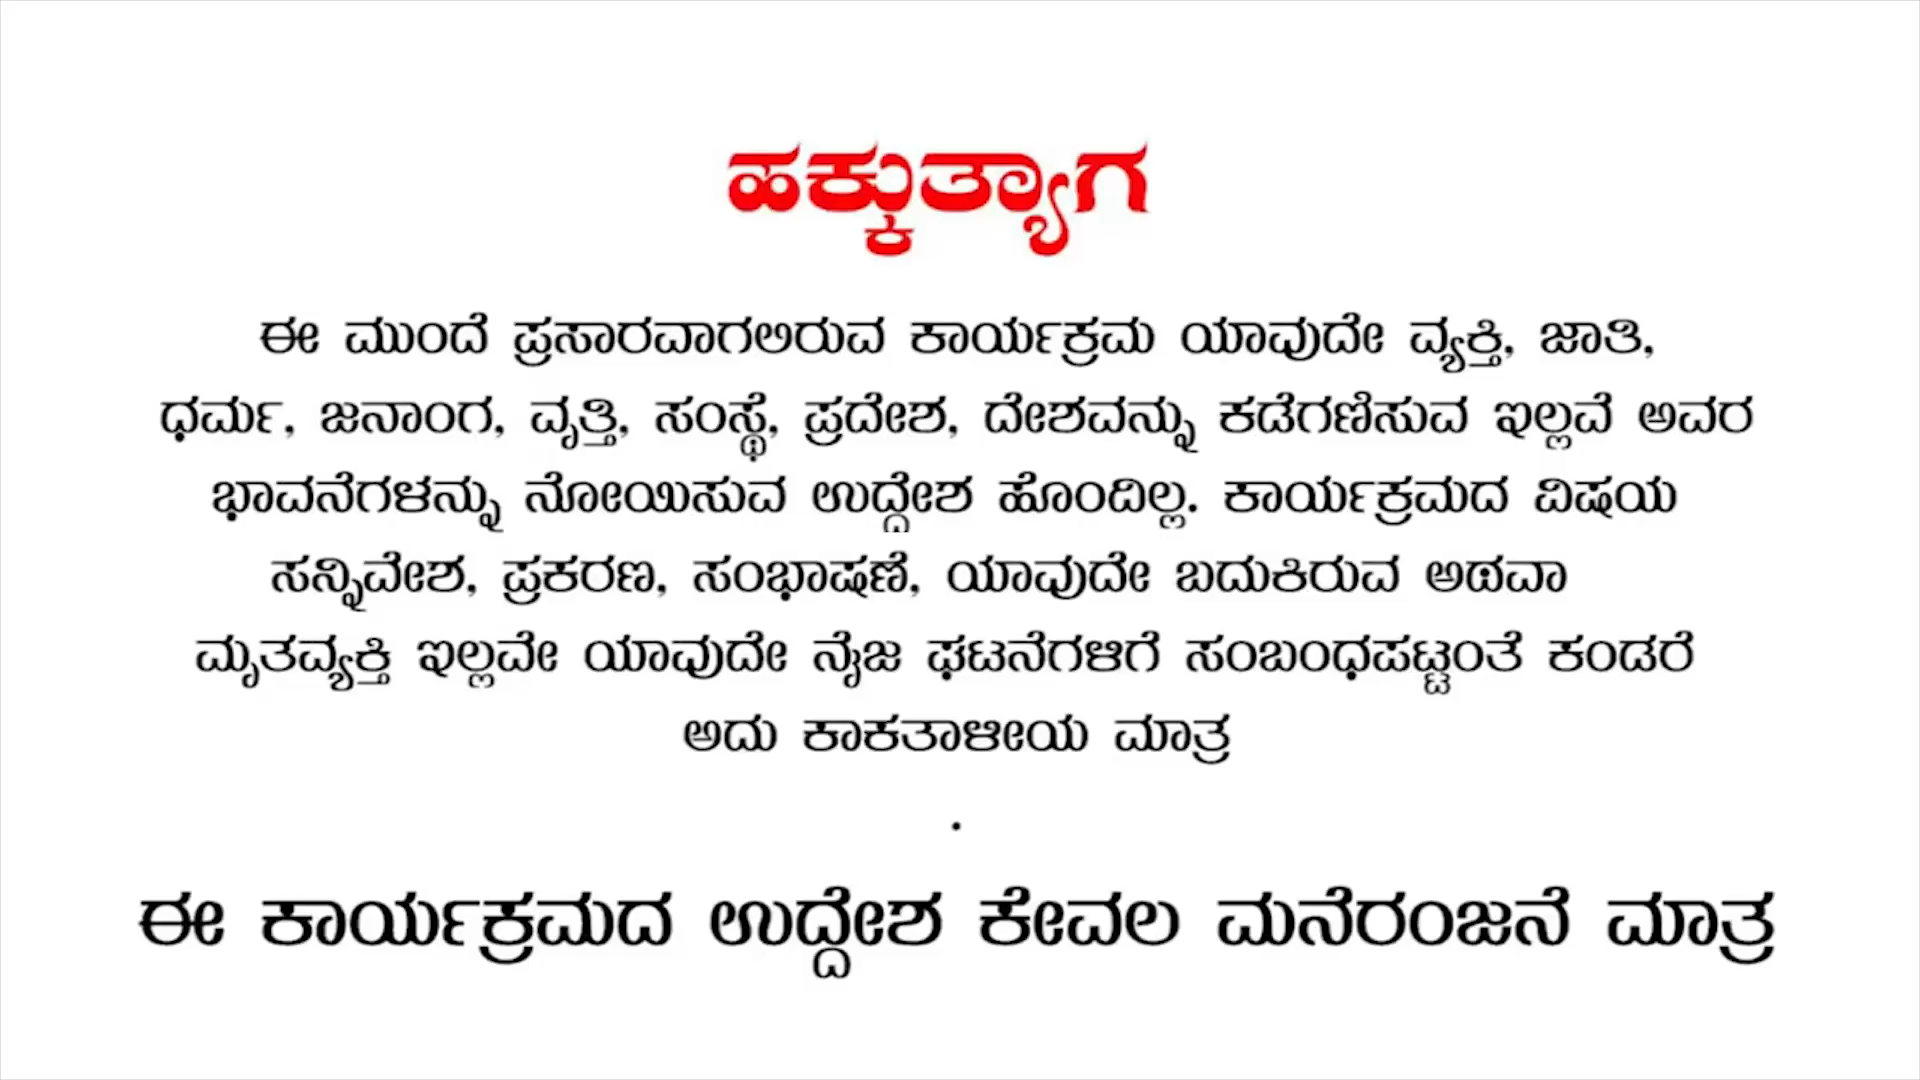 ಹಕ್ಕುತ್ಯಾಗ
ಈ ಮುಂದೆ ಪ್ರಸಾರವಾಗಲಿರುವ ಕಾರ್ಯಕ್ರಮ ಯಾವುದೇ ವ್ಯಕ್ತಿ, ಜಾತಿ,
ಧರ್ಮ, ಜನಾಂಗ, ವೃತ್ತಿ, ಸಂಸ್ಥೆ, ಪ್ರದೇಶ, ದೇಶವನ್ನು ಕಡೆಗಣಿಸುವ ಇಲ್ಲವೆ ಅವರ
ಭಾವನೆಗಳನ್ನು ನೋಯಿಸುವ ಉದ್ದೇಶ ಹೊಂದಿಲ್ಲ. ಕಾರ್ಯಕ್ರಮದ ವಿಷಯ
ಸನ್ನಿವೇಶ, ಪ್ರಕರಣ, ಸಂಭಾಷಣೆ, ಯಾವುದೇ ಬದುಕಿರುವ ಅಥವಾ
ಮೃತವ್ಯಕ್ತಿ ಇಲ್ಲವೇ ಯಾವುದೇ ನೈಜ ಘಟನೆಗಳಿಗೆ ಸಂಬಂಧಪಟ್ಟಂತೆ ಕಂಡರೆ
ಅದು ಕಾಕತಾಳೀಯ ಮಾತ್ರ
.
ಈ ಕಾರ್ಯಕ್ರಮದ ಉದ್ದೇಶ ಕೇವಲ ಮನೆರಂಜನೆ ಮಾತ್ರ